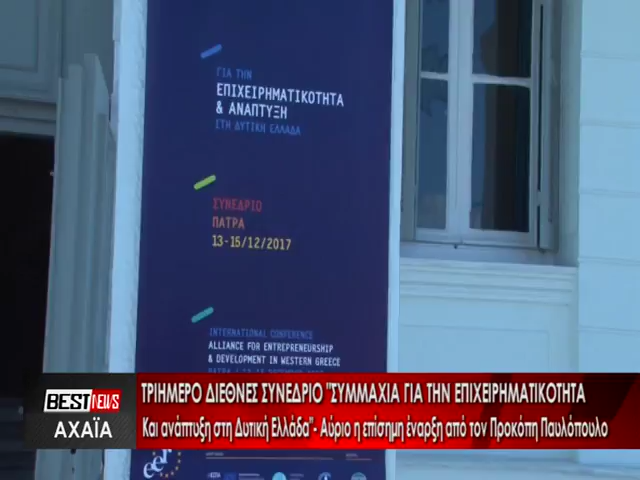 ΓΙΑ ΤΗΝ
ΕΠΙΧΕΙΡΗΜΑΤΙΚΟΤΗΤΑ
& ΑΝΑΠΤΥΞΗ
ΣΤΗ ΔΥΤΙΚΗ ΕΛΛΑΔΑ
ΣΥΝΕΔΡΙΟ
ΠΑΤΡΑ
13-15/12/2017
INTERNATIONAL CONFERENCE
ALLIANCE FOR ENTREPRENEURSHIP
& DEVELOPMENT IN WESTERN GREECE
BEST NEWS
ΑΧΑΪΑ
ΤΡΙΗΜΕΡΟ ΔΙΕΘΝΕΣ ΣΥΝΕΔΡΙΟ "ΣΥΜΜΑΧΙΑ ΓΙΑ ΤΗΝ ΕΠΙΧΕΙΡΗΜΑΤΙΚΟΤΗΤΑ
Και ανάπτυξη στη Δυτική Ελλάδα"- Αύριο η επίσημη έναρξη από τον Προκόπη Παυλόπουλο